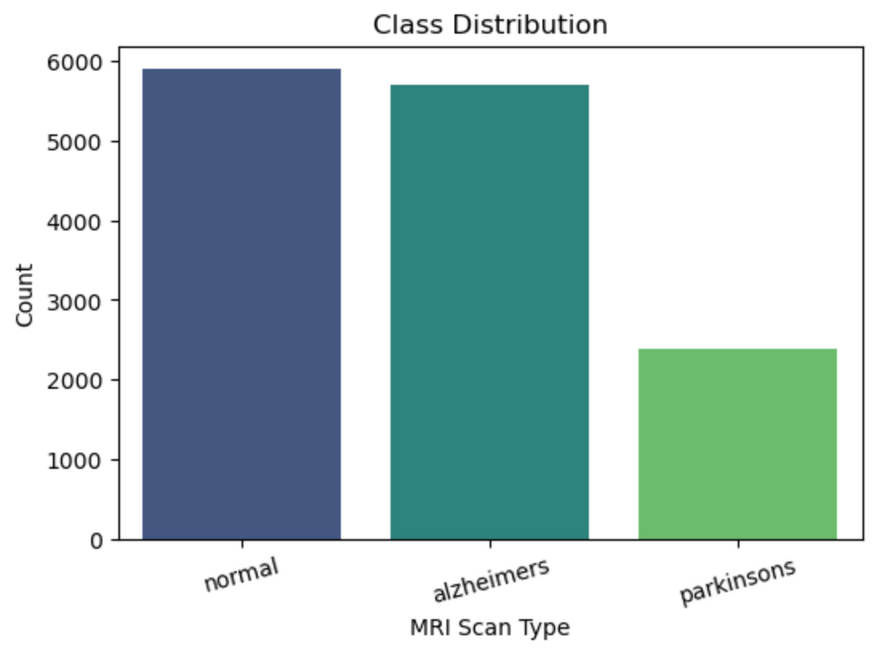 Class Distribution
6000
5000
4000
3000
2000
1000
0
Count
normal
alzheimers
parkinsons
MRI Scan Type